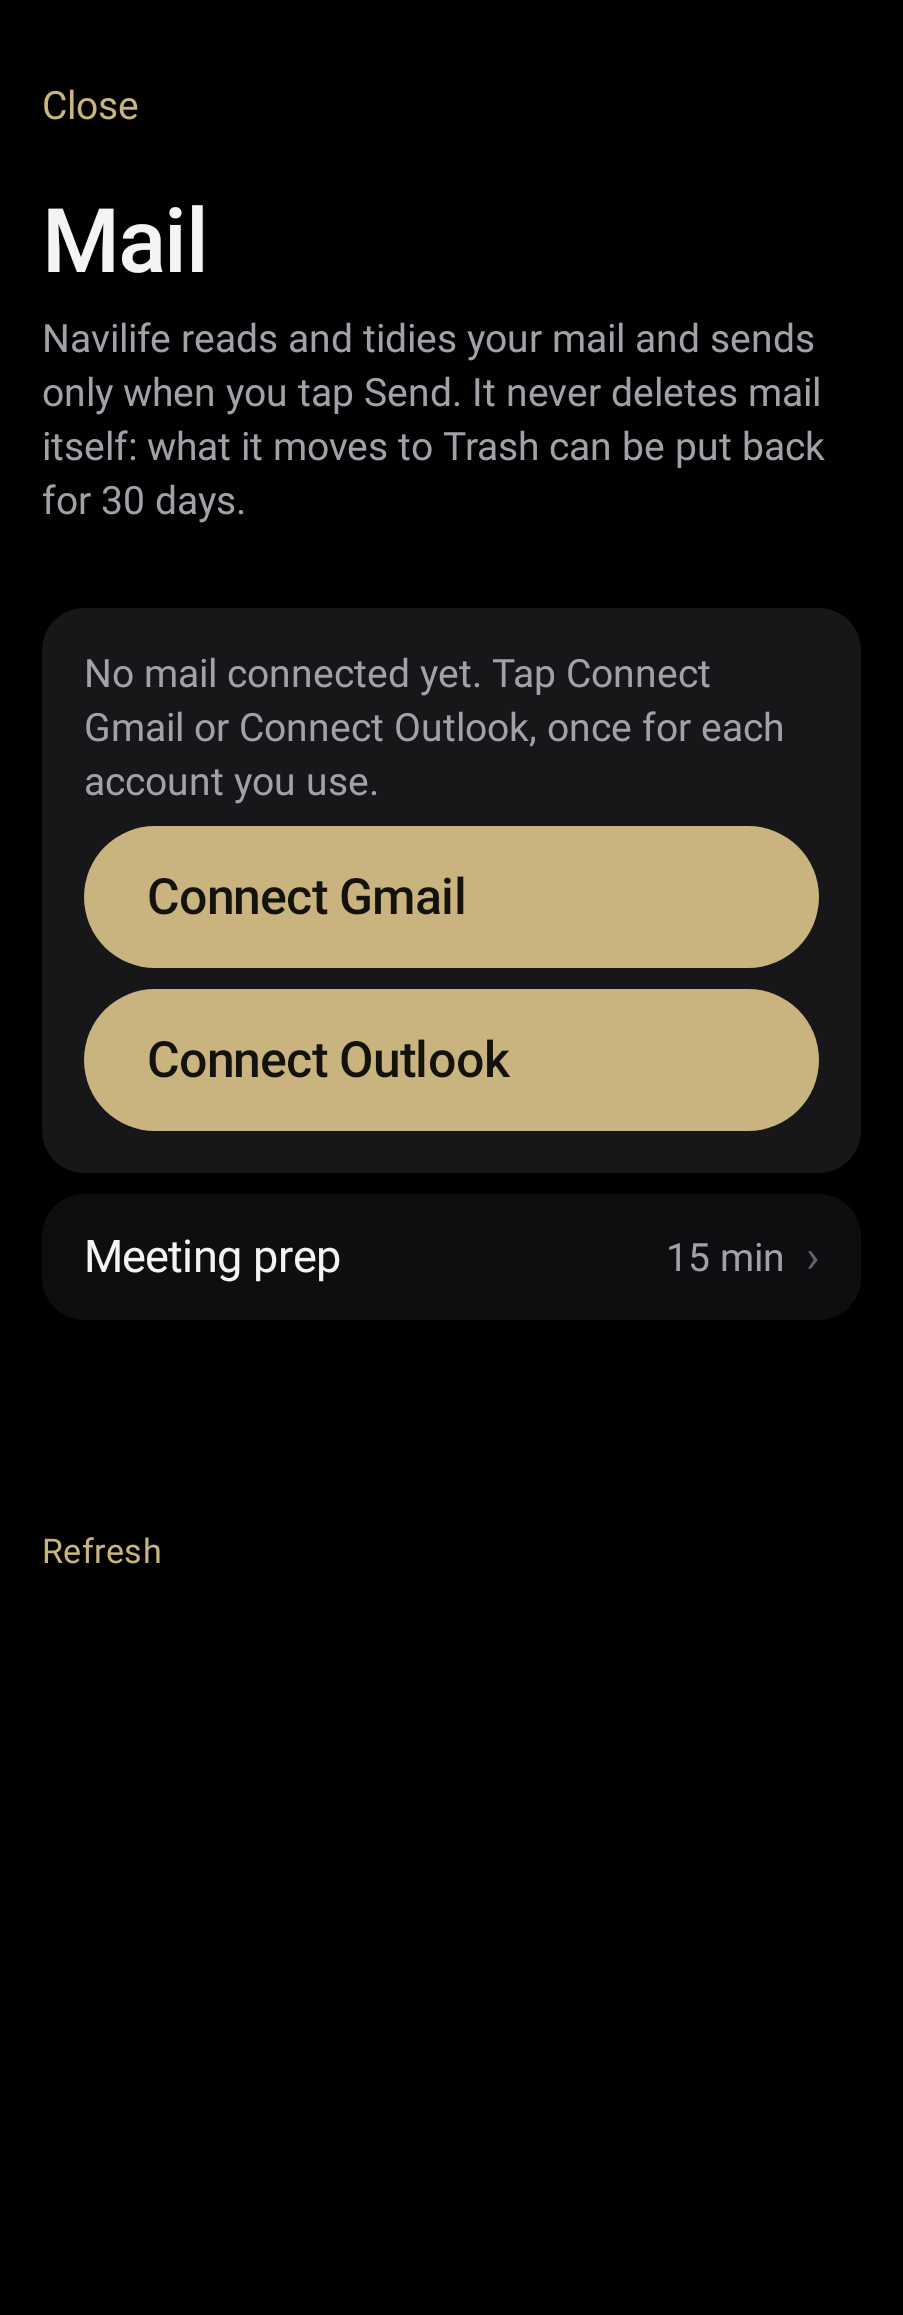 Close
Mail
Navilife reads and tidies your mail and sends
only when you tap Send. It never deletes mail
itself: what it moves to Trash can be put back
for 30 days.
No mail connected yet. Tap Connect
Gmail or Connect Outlook, once for each
account you use.
Connect Gmail
Connect Outlook
Meeting prep 15 min ›
Refresh